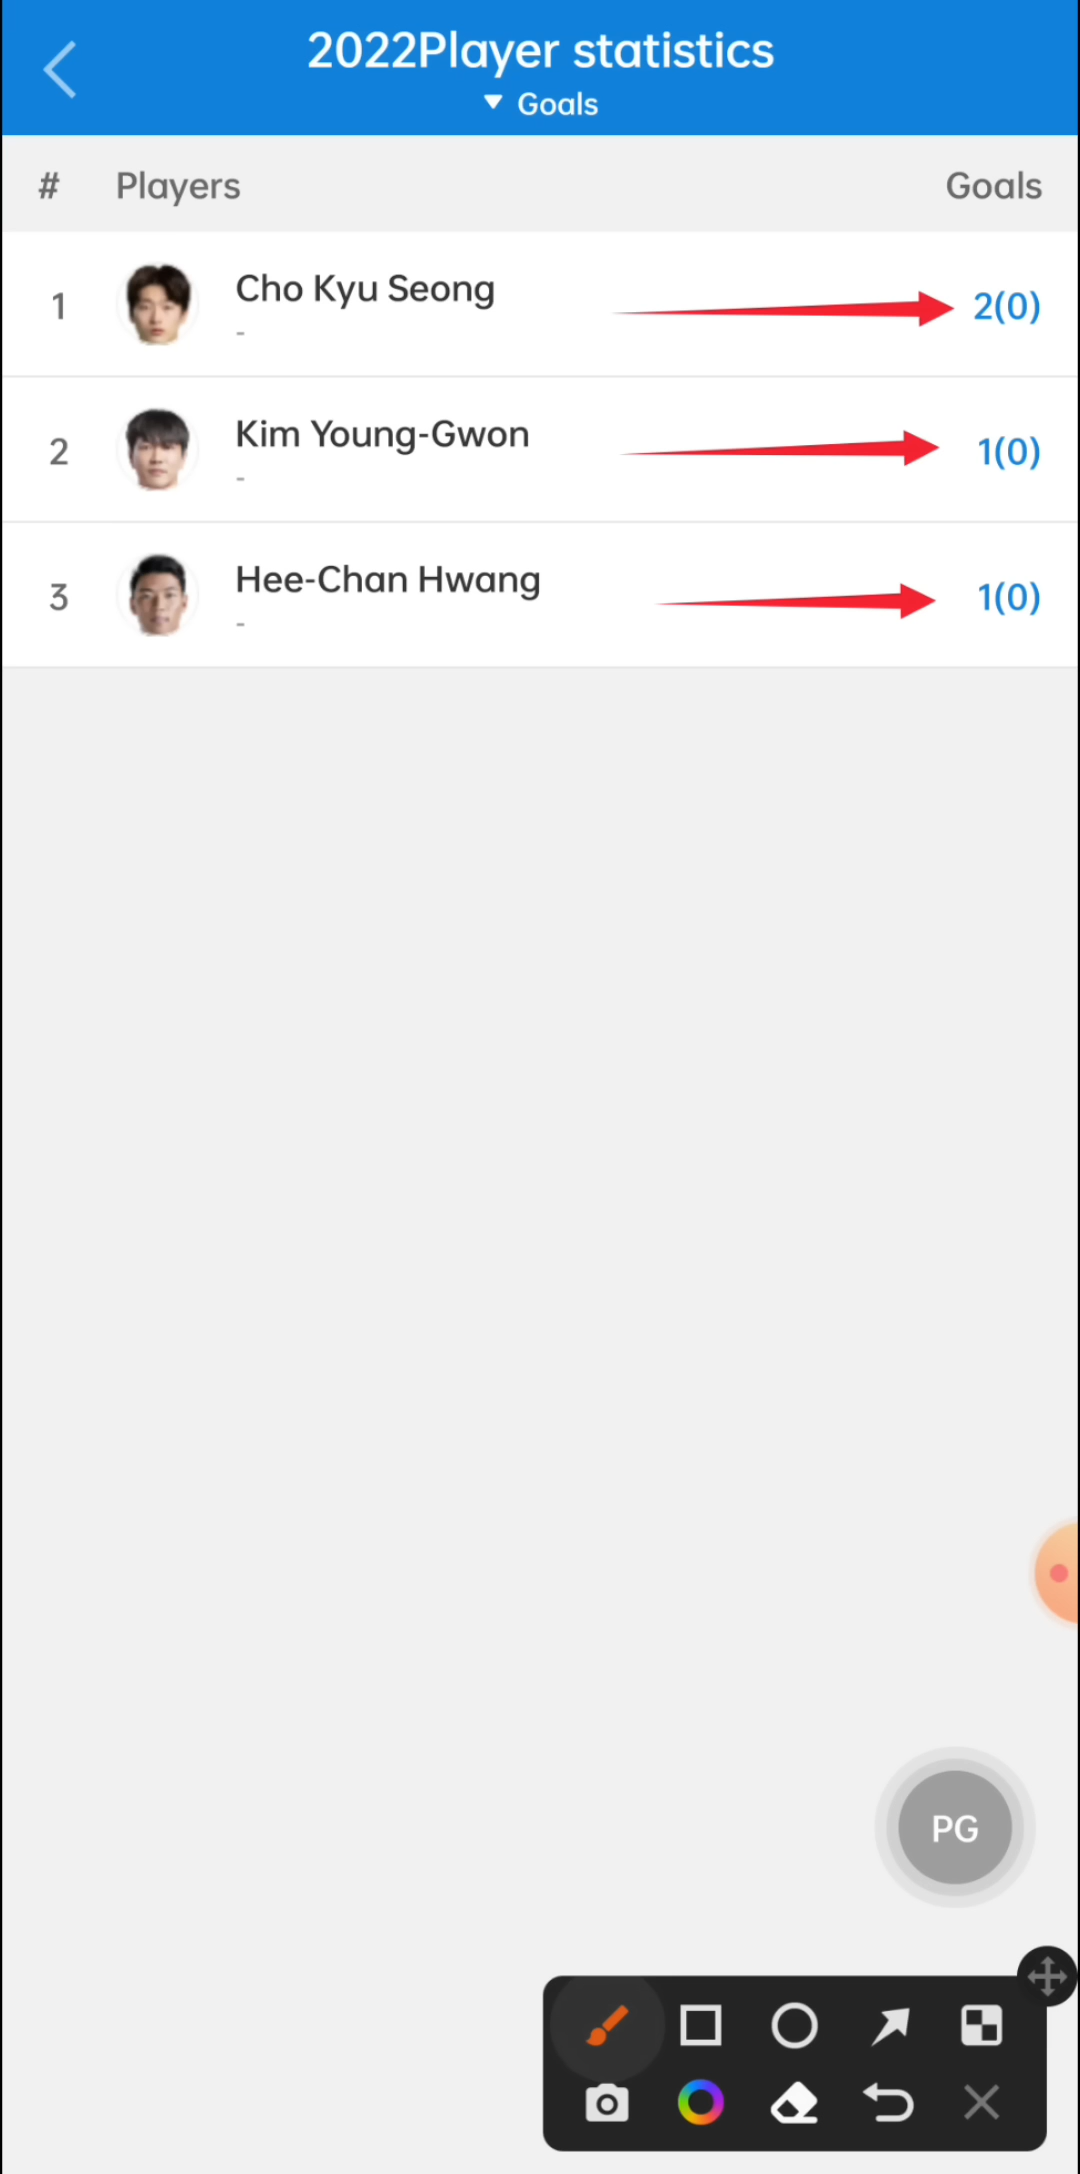 2022Player statistics
▼ Goals
# Players Goals
1 Cho Kyu Seong 2(0)
-
2 Kim Young-Gwon 1(0)
-
3 Hee-Chan Hwang 1(0)
-
PG